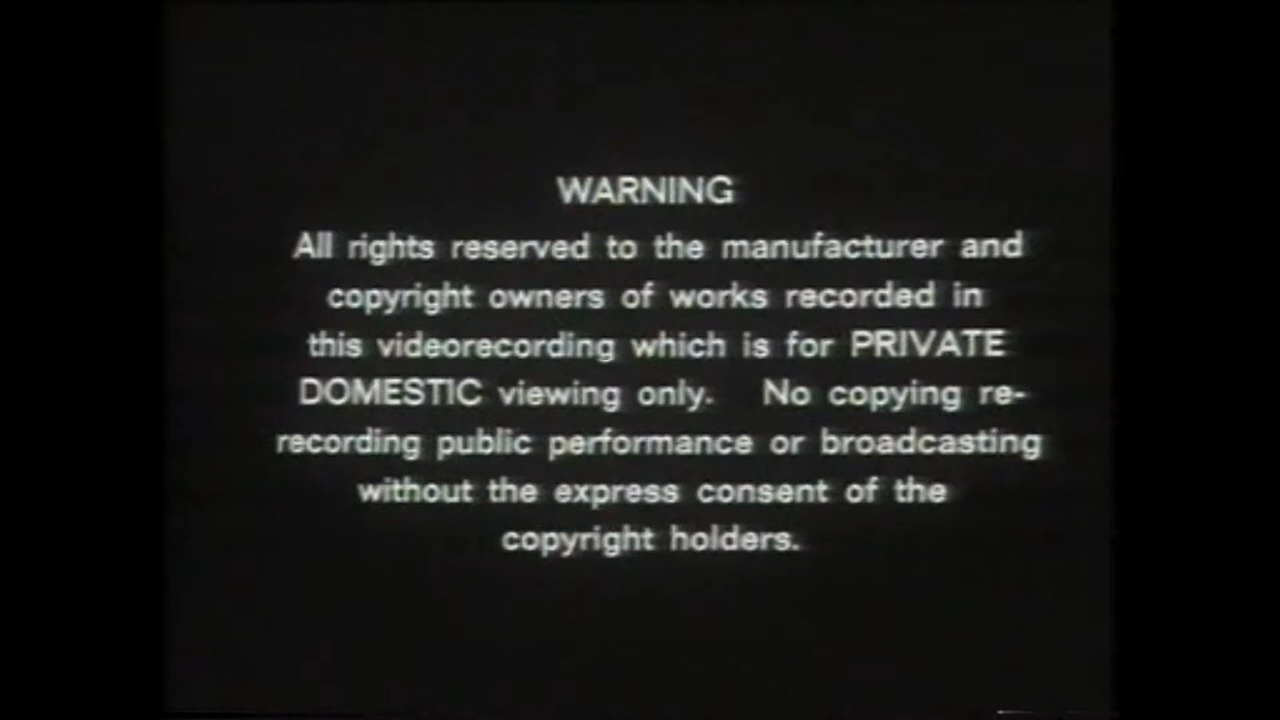 WARNING
All rights reserved to the manufacturer and
copyright owners of works recorded in
this videorecording which is for PRIVATE
DOMESTIC viewing only. No copying re-
recording public performance or broadcasting
without the express consent of the
copyright holders.